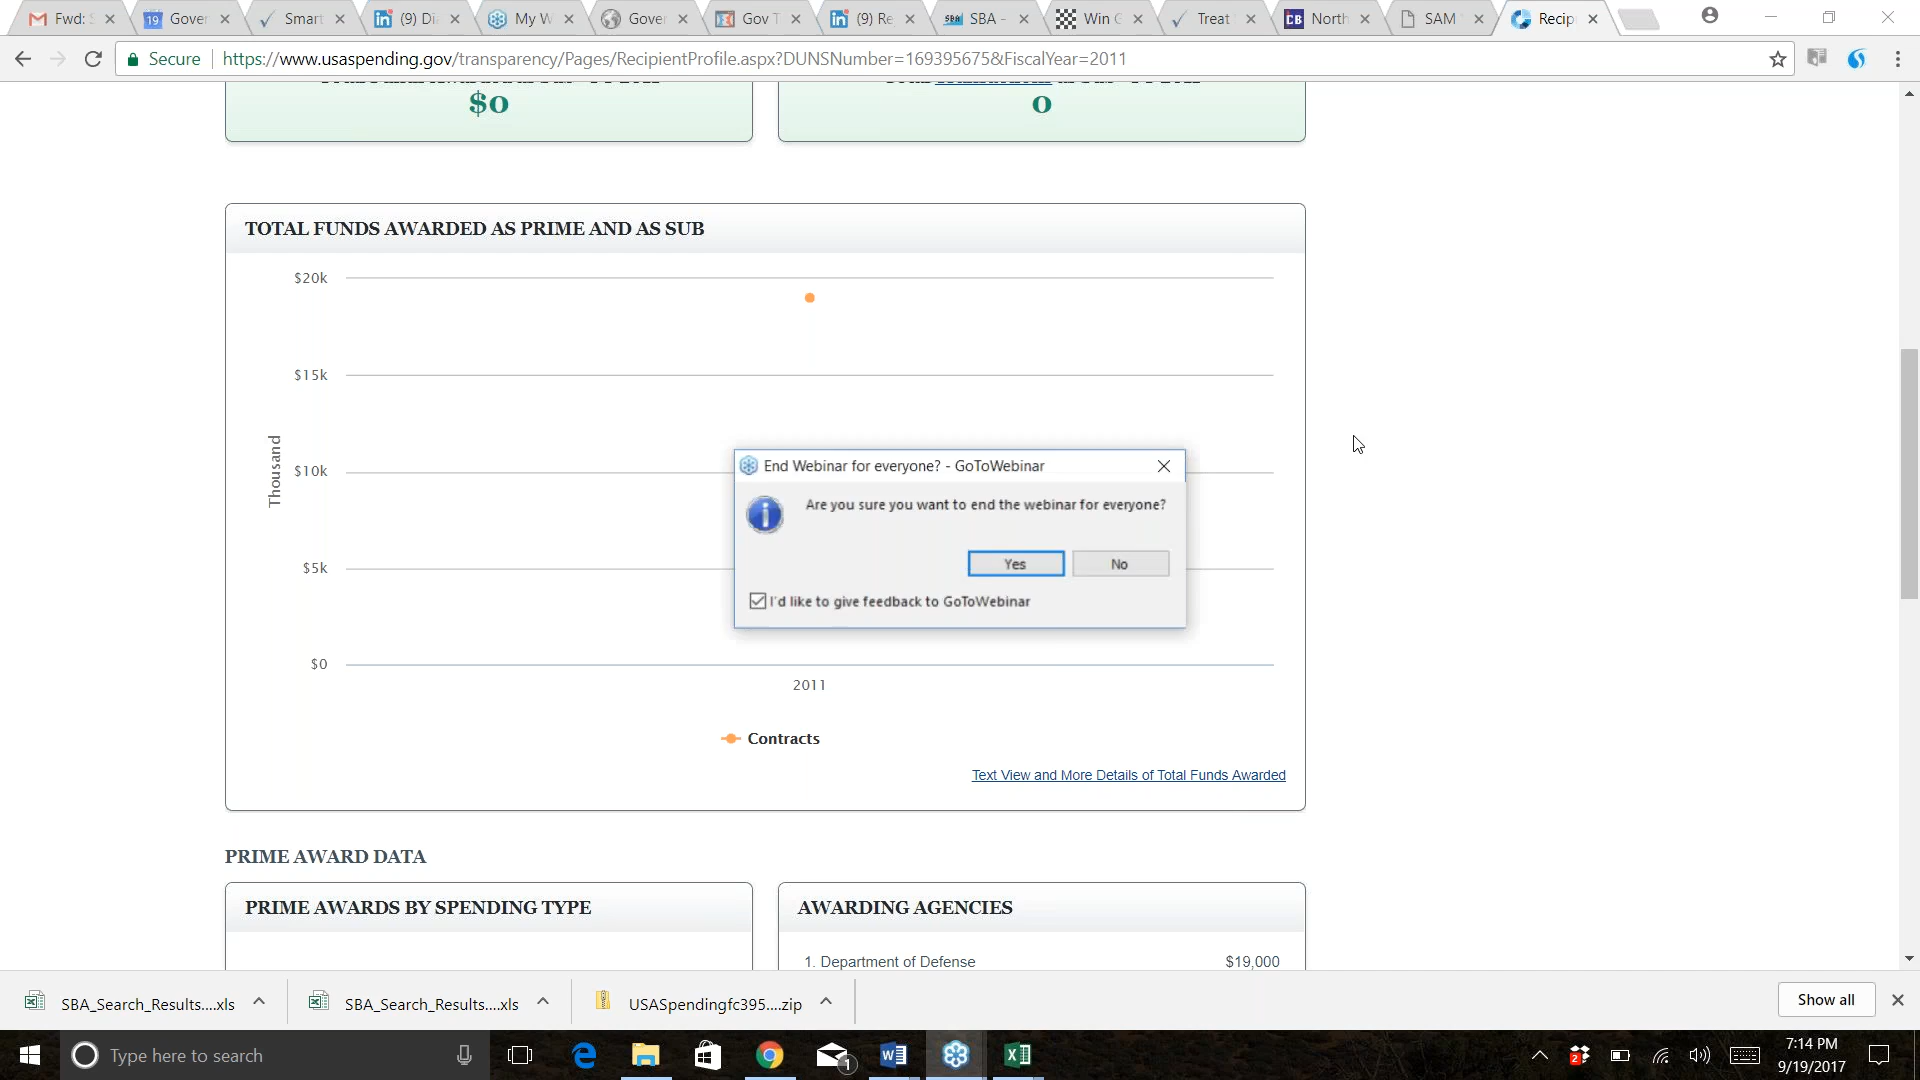 Fwd: S
19
Gover
Smart
(9) Di
My W
Gover
Gov T
(9) Re
SBA
SBA -
Win G
Treat
CB
North
SAM
Recip
Secure
https://www.usaspending.gov/transparency/Pages/RecipientProfile.aspx?DUNSNumber=169395675&FiscalYear=2011
$0
0
TOTAL FUNDS AWARDED AS PRIME AND AS SUB
$20k
$15k
$10k
$5k
$0
Thousand
2011
Contracts
Text View and More Details of Total Funds Awarded
End Webinar for everyone? - GoToWebinar
Are you sure you want to end the webinar for everyone?
Yes
No
I'd like to give feedback to GoToWebinar
PRIME AWARD DATA
PRIME AWARDS BY SPENDING TYPE
AWARDING AGENCIES
1. Department of Defense $19,000
SBA_Search_Results....xls
SBA_Search_Results....xls
USASpendingfc395....zip
Show all
Type here to search
1
2
7:14 PM
9/19/2017